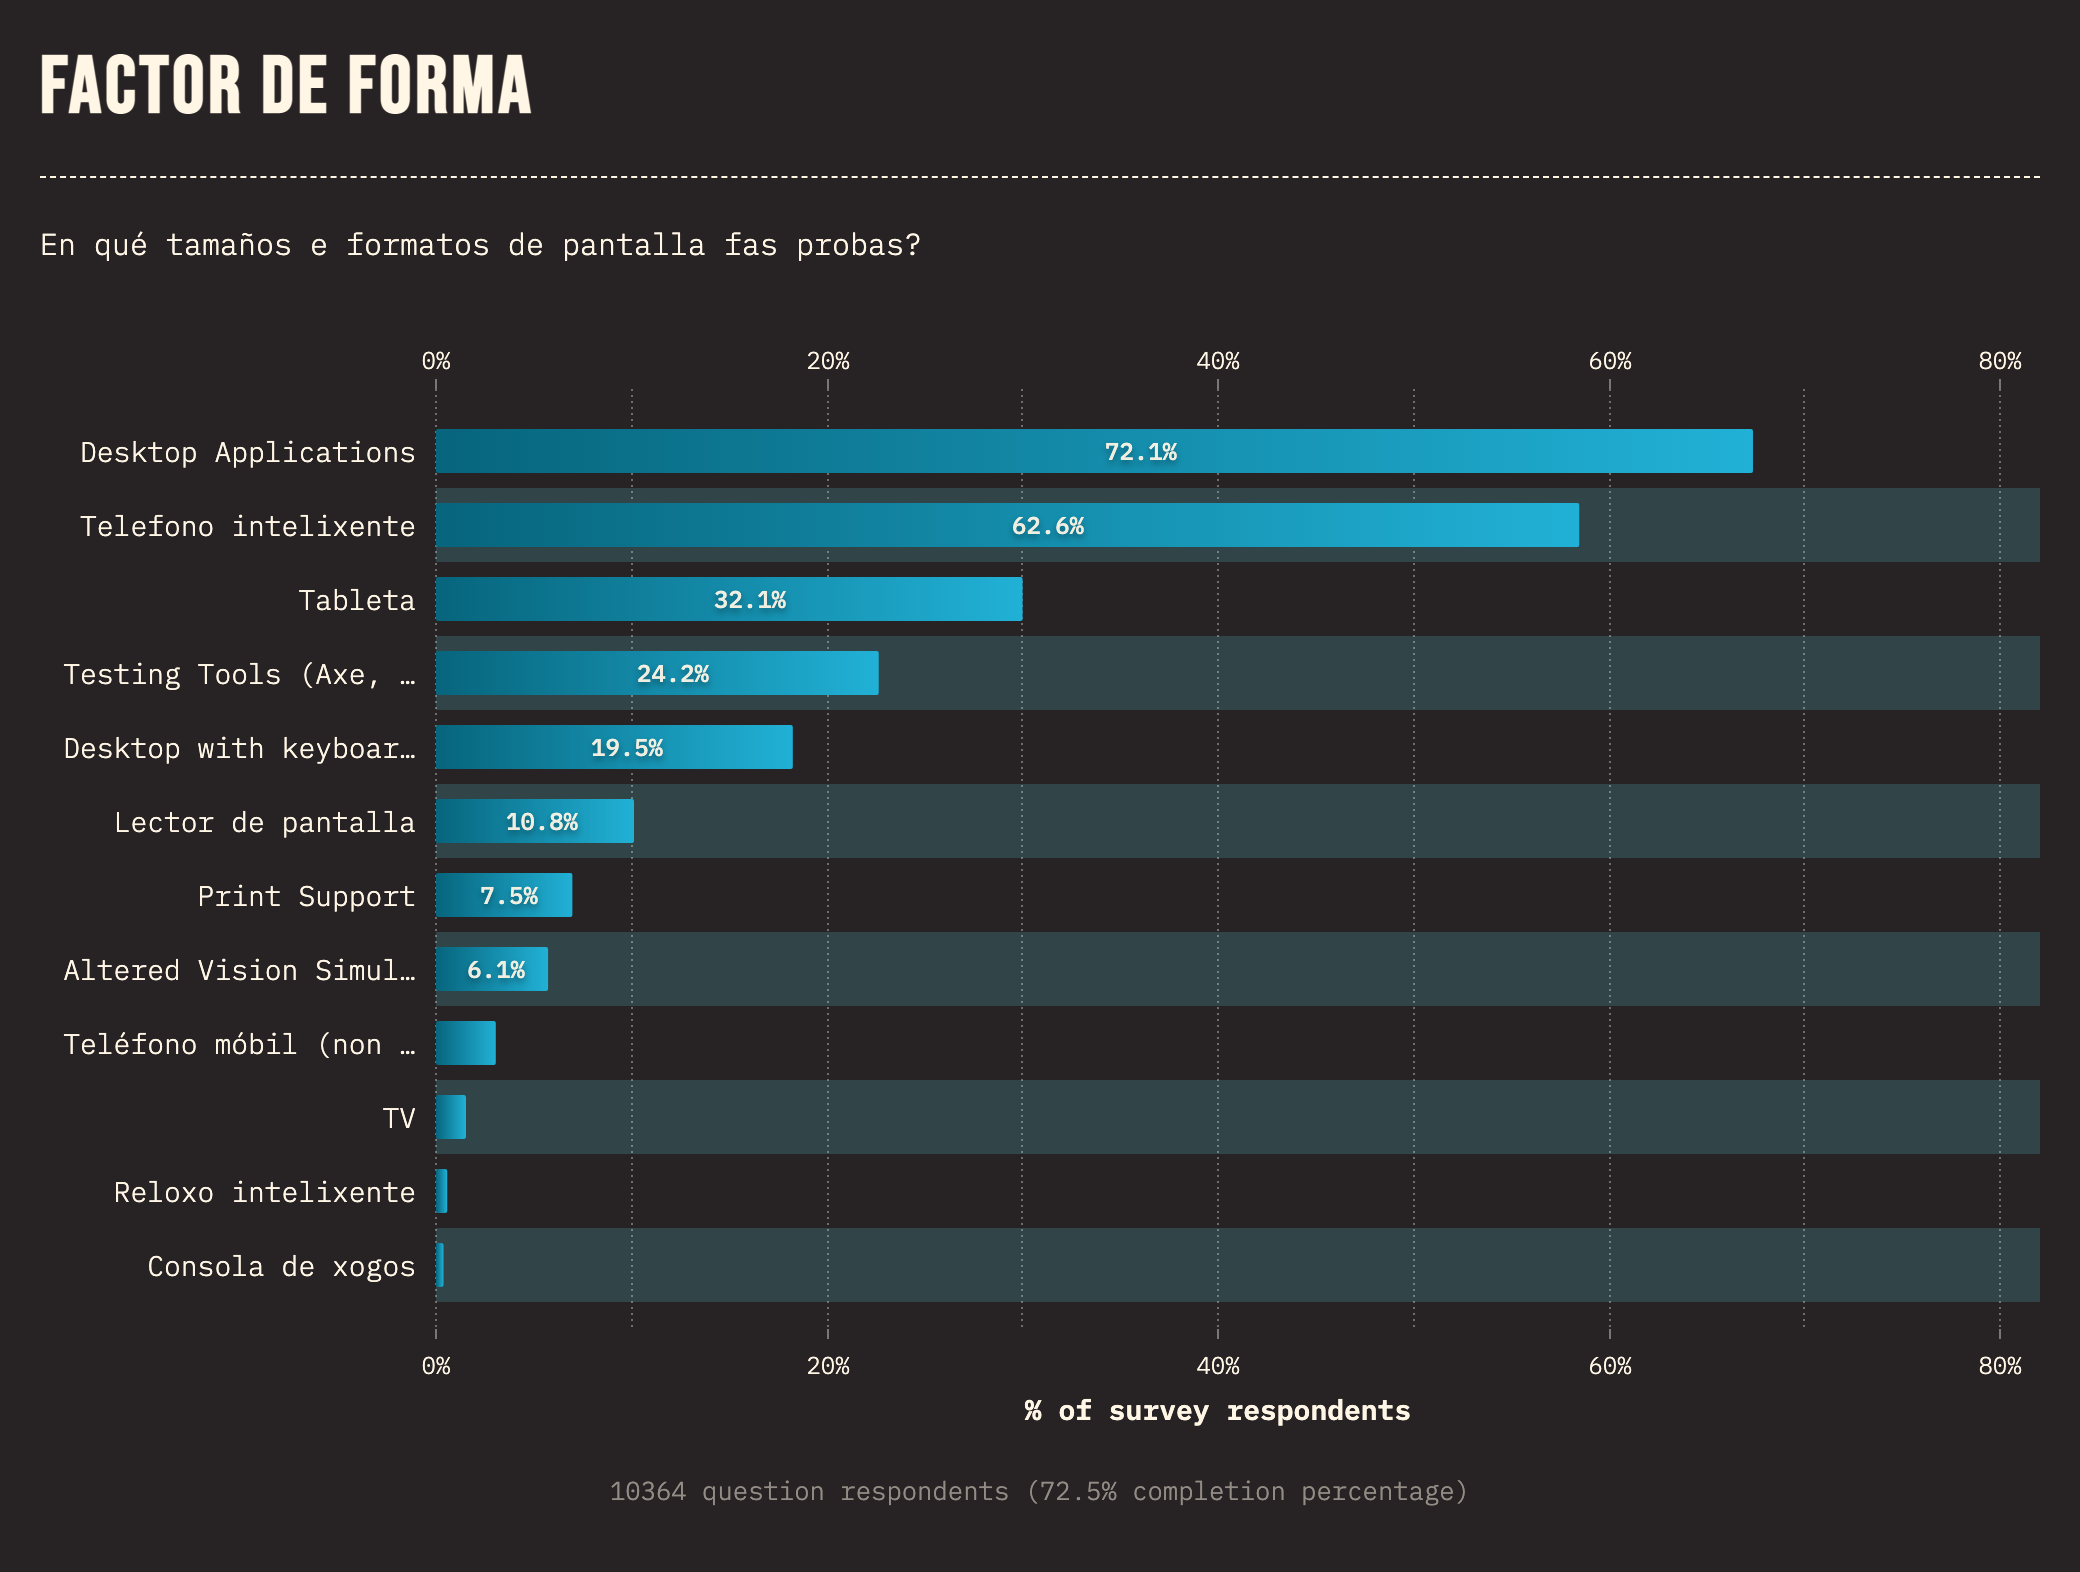 FACTOR DE FORMA
En qué tamaños e formatos de pantalla fas probas?
0% 20% 40% 60% 80%
Desktop Applications 72.1%
Telefono intelixente 62.6%
Tableta 32.1%
Testing Tools (Axe, … 24.2%
Desktop with keyboar… 19.5%
Lector de pantalla 10.8%
Print Support 7.5%
Altered Vision Simul… 6.1%
Teléfono móbil (non …
TV
Reloxo intelixente
Consola de xogos
0% 20% 40% 60% 80%
% of survey respondents
10364 question respondents (72.5% completion percentage)